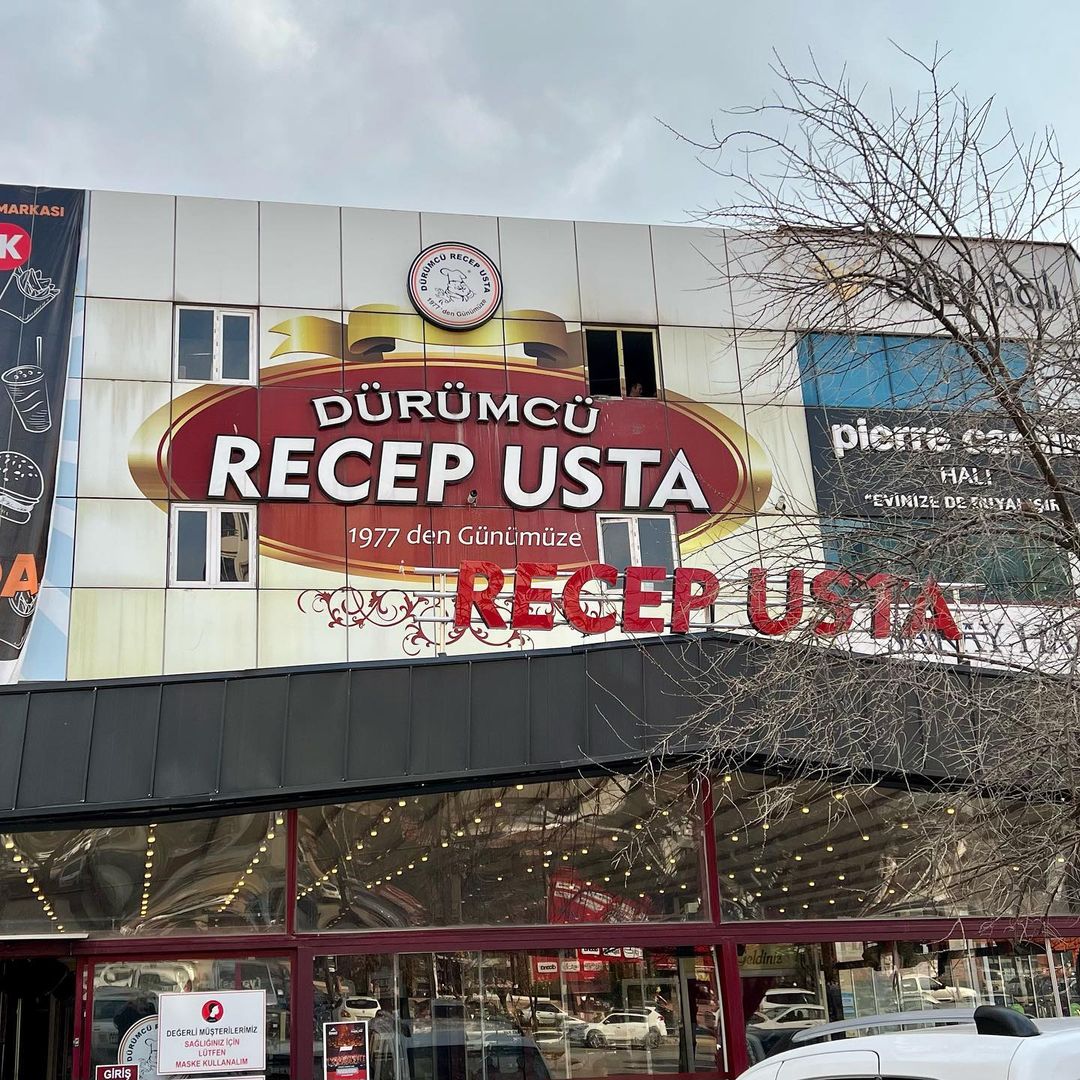 MARKASI
K
DÜRÜMCÜ RECEP USTA
1977 den Günümüze
DÜRÜMCÜ
RECEP USTA
1977 den Günümüze
RECEP USTA
pierre
HALI
"EVİNİZE DE
GİRİŞ
DEĞERLİ MÜŞTERİLERİMİZ
SAĞLIĞINIZ İÇİN
LÜTFEN
MASKE KULLANALIM